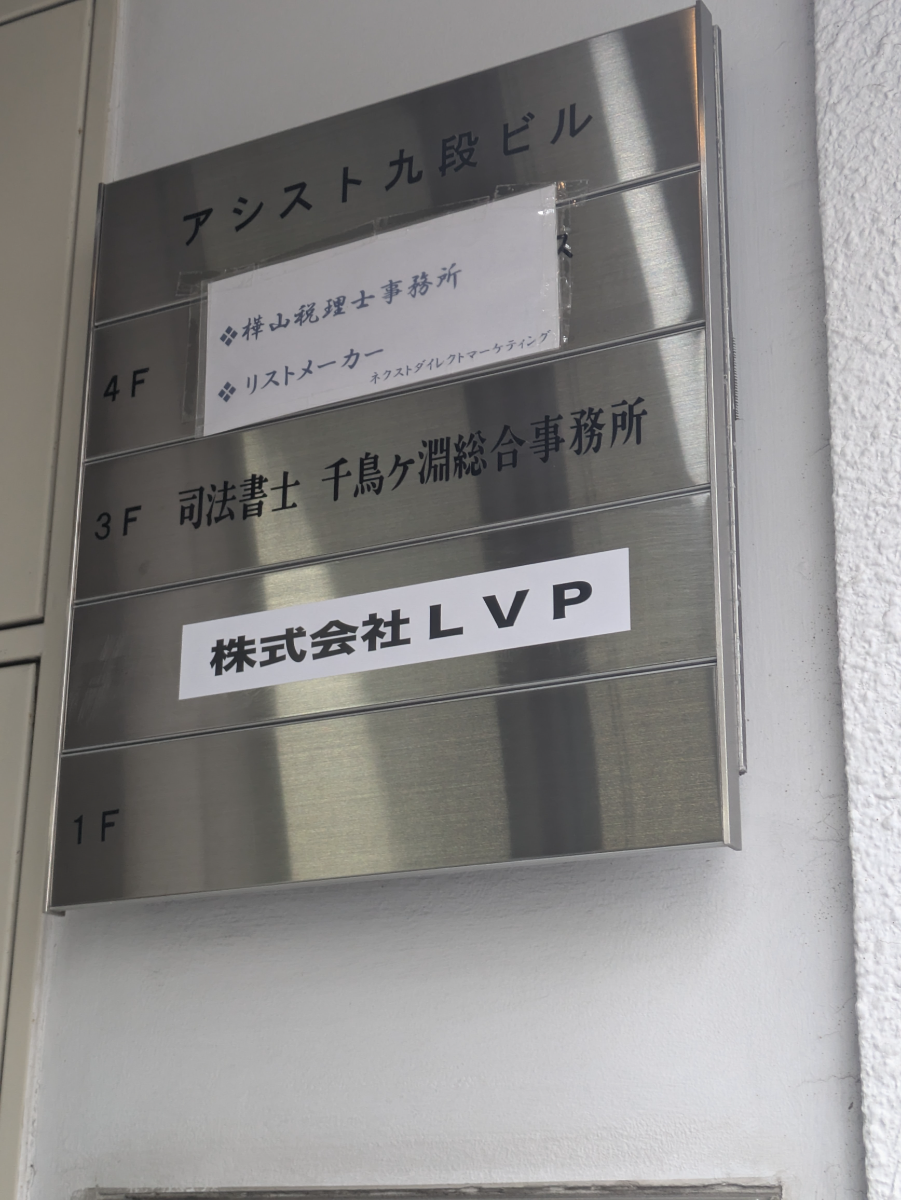 アシスト九段ビル
ス
❖樺山税理士事務所
❖リストメーカー
ネクストダイレクトマーケティング
4F
3F 司法書士 千鳥ヶ淵総合事務所
株式会社LVP
1F